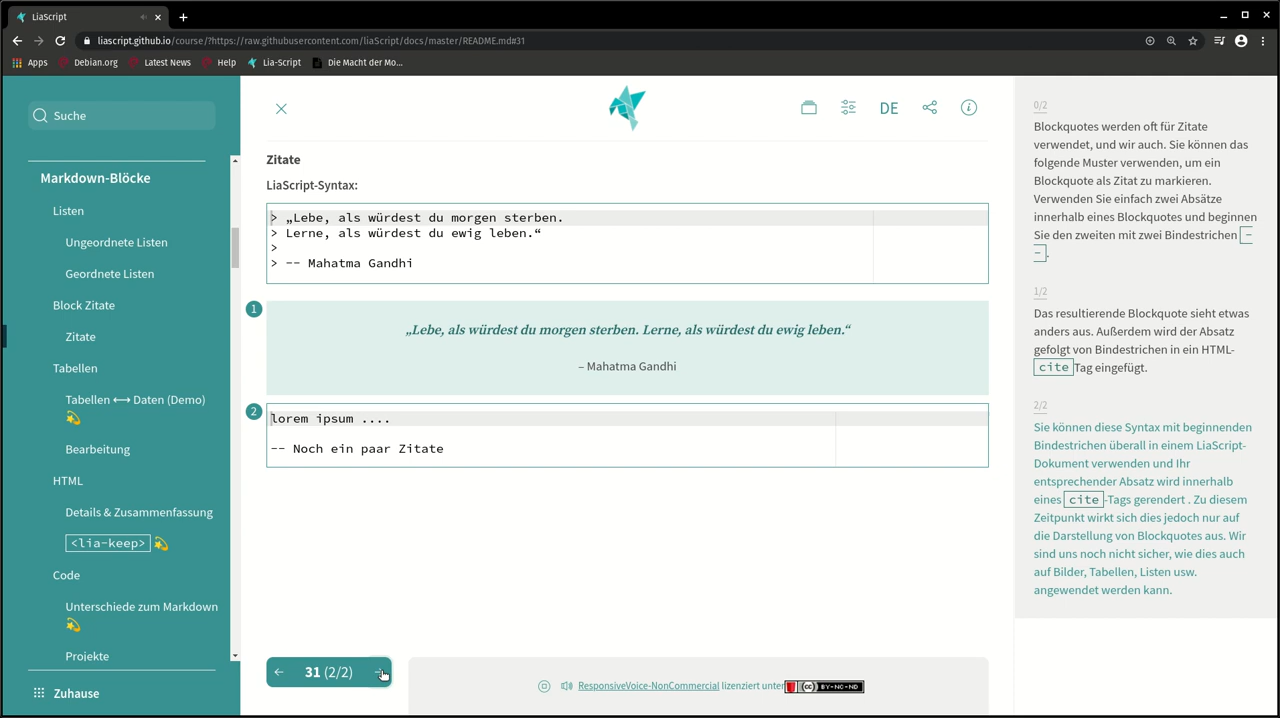 LiaScript
liascript.github.io/course/?https://raw.githubusercontent.com/liaScript/docs/master/README.md#31
Apps
Debian.org
Latest News
Help
Lia-Script
Die Macht der Mo...
Suche
Markdown-Blöcke
Listen
Ungeordnete Listen
Geordnete Listen
Block Zitate
Zitate
Tabellen
Tabellen ⟷ Daten (Demo)
💫
Bearbeitung
HTML
Details & Zusammenfassung
<lia-keep> 💫
Code
Unterschiede zum Markdown
💫
Projekte
Zuhause
DE
Zitate
LiaScript-Syntax:
> „Lebe, als würdest du morgen sterben.
> Lerne, als würdest du ewig leben.“
>
> -- Mahatma Gandhi
1
„Lebe, als würdest du morgen sterben. Lerne, als würdest du ewig leben.“
– Mahatma Gandhi
2
lorem ipsum ....
-- Noch ein paar Zitate
← 31 (2/2) →
ResponsiveVoice-NonCommercial lizenziert unter
cc BY-NC-ND
0/2
Blockquotes werden oft für Zitate
verwendet, und wir auch. Sie können das
folgende Muster verwenden, um ein
Blockquote als Zitat zu markieren.
Verwenden Sie einfach zwei Absätze
innerhalb eines Blockquotes und beginnen
Sie den zweiten mit zwei Bindestrichen -
- .
1/2
Das resultierende Blockquote sieht etwas
anders aus. Außerdem wird der Absatz
gefolgt von Bindestrichen in ein HTML-
cite Tag eingefügt.
2/2
Sie können diese Syntax mit beginnenden
Bindestrichen überall in einem LiaScript-
Dokument verwenden und Ihr
entsprechender Absatz wird innerhalb
eines cite -Tags gerendert . Zu diesem
Zeitpunkt wirkt sich dies jedoch nur auf
die Darstellung von Blockquotes aus. Wir
sind uns noch nicht sicher, wie dies auch
auf Bilder, Tabellen, Listen usw.
angewendet werden kann.